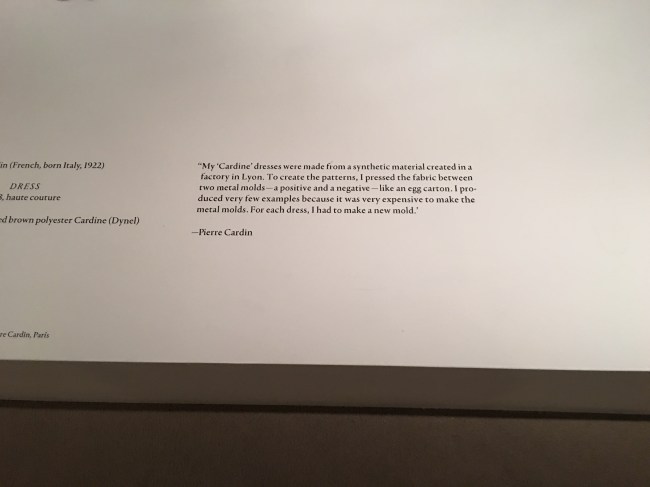 in (French, born Italy, 1922)
DRESS
, haute couture
ed brown polyester Cardine (Dynel)
re Cardin, Paris
"My 'Cardine' dresses were made from a synthetic material created in a
factory in Lyon. To create the patterns, I pressed the fabric between
two metal molds—a positive and a negative—like an egg carton. I pro-
duced very few examples because it was very expensive to make the
metal molds. For each dress, I had to make a new mold.'
—Pierre Cardin